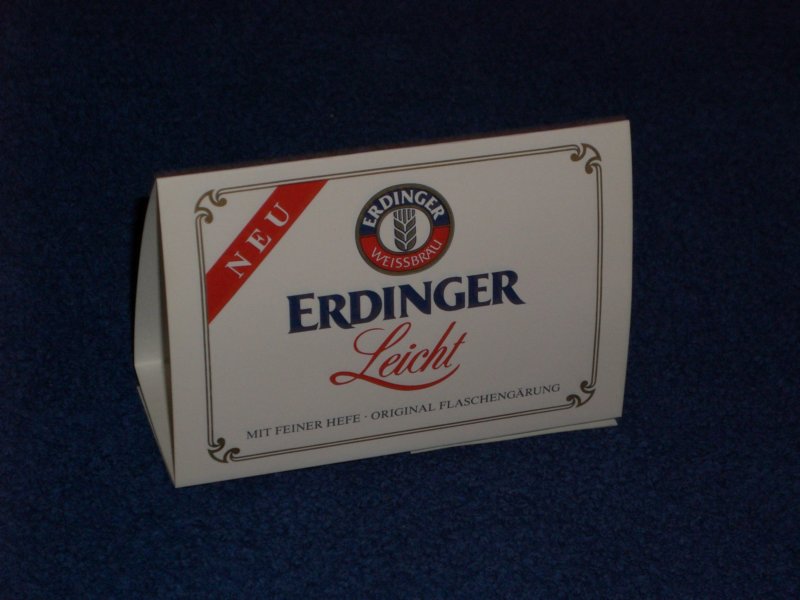 NEU
ERDINGER
WEISSBRÄU
ERDINGER
Leicht
MIT FEINER HEFE · ORIGINAL FLASCHENGÄRUNG